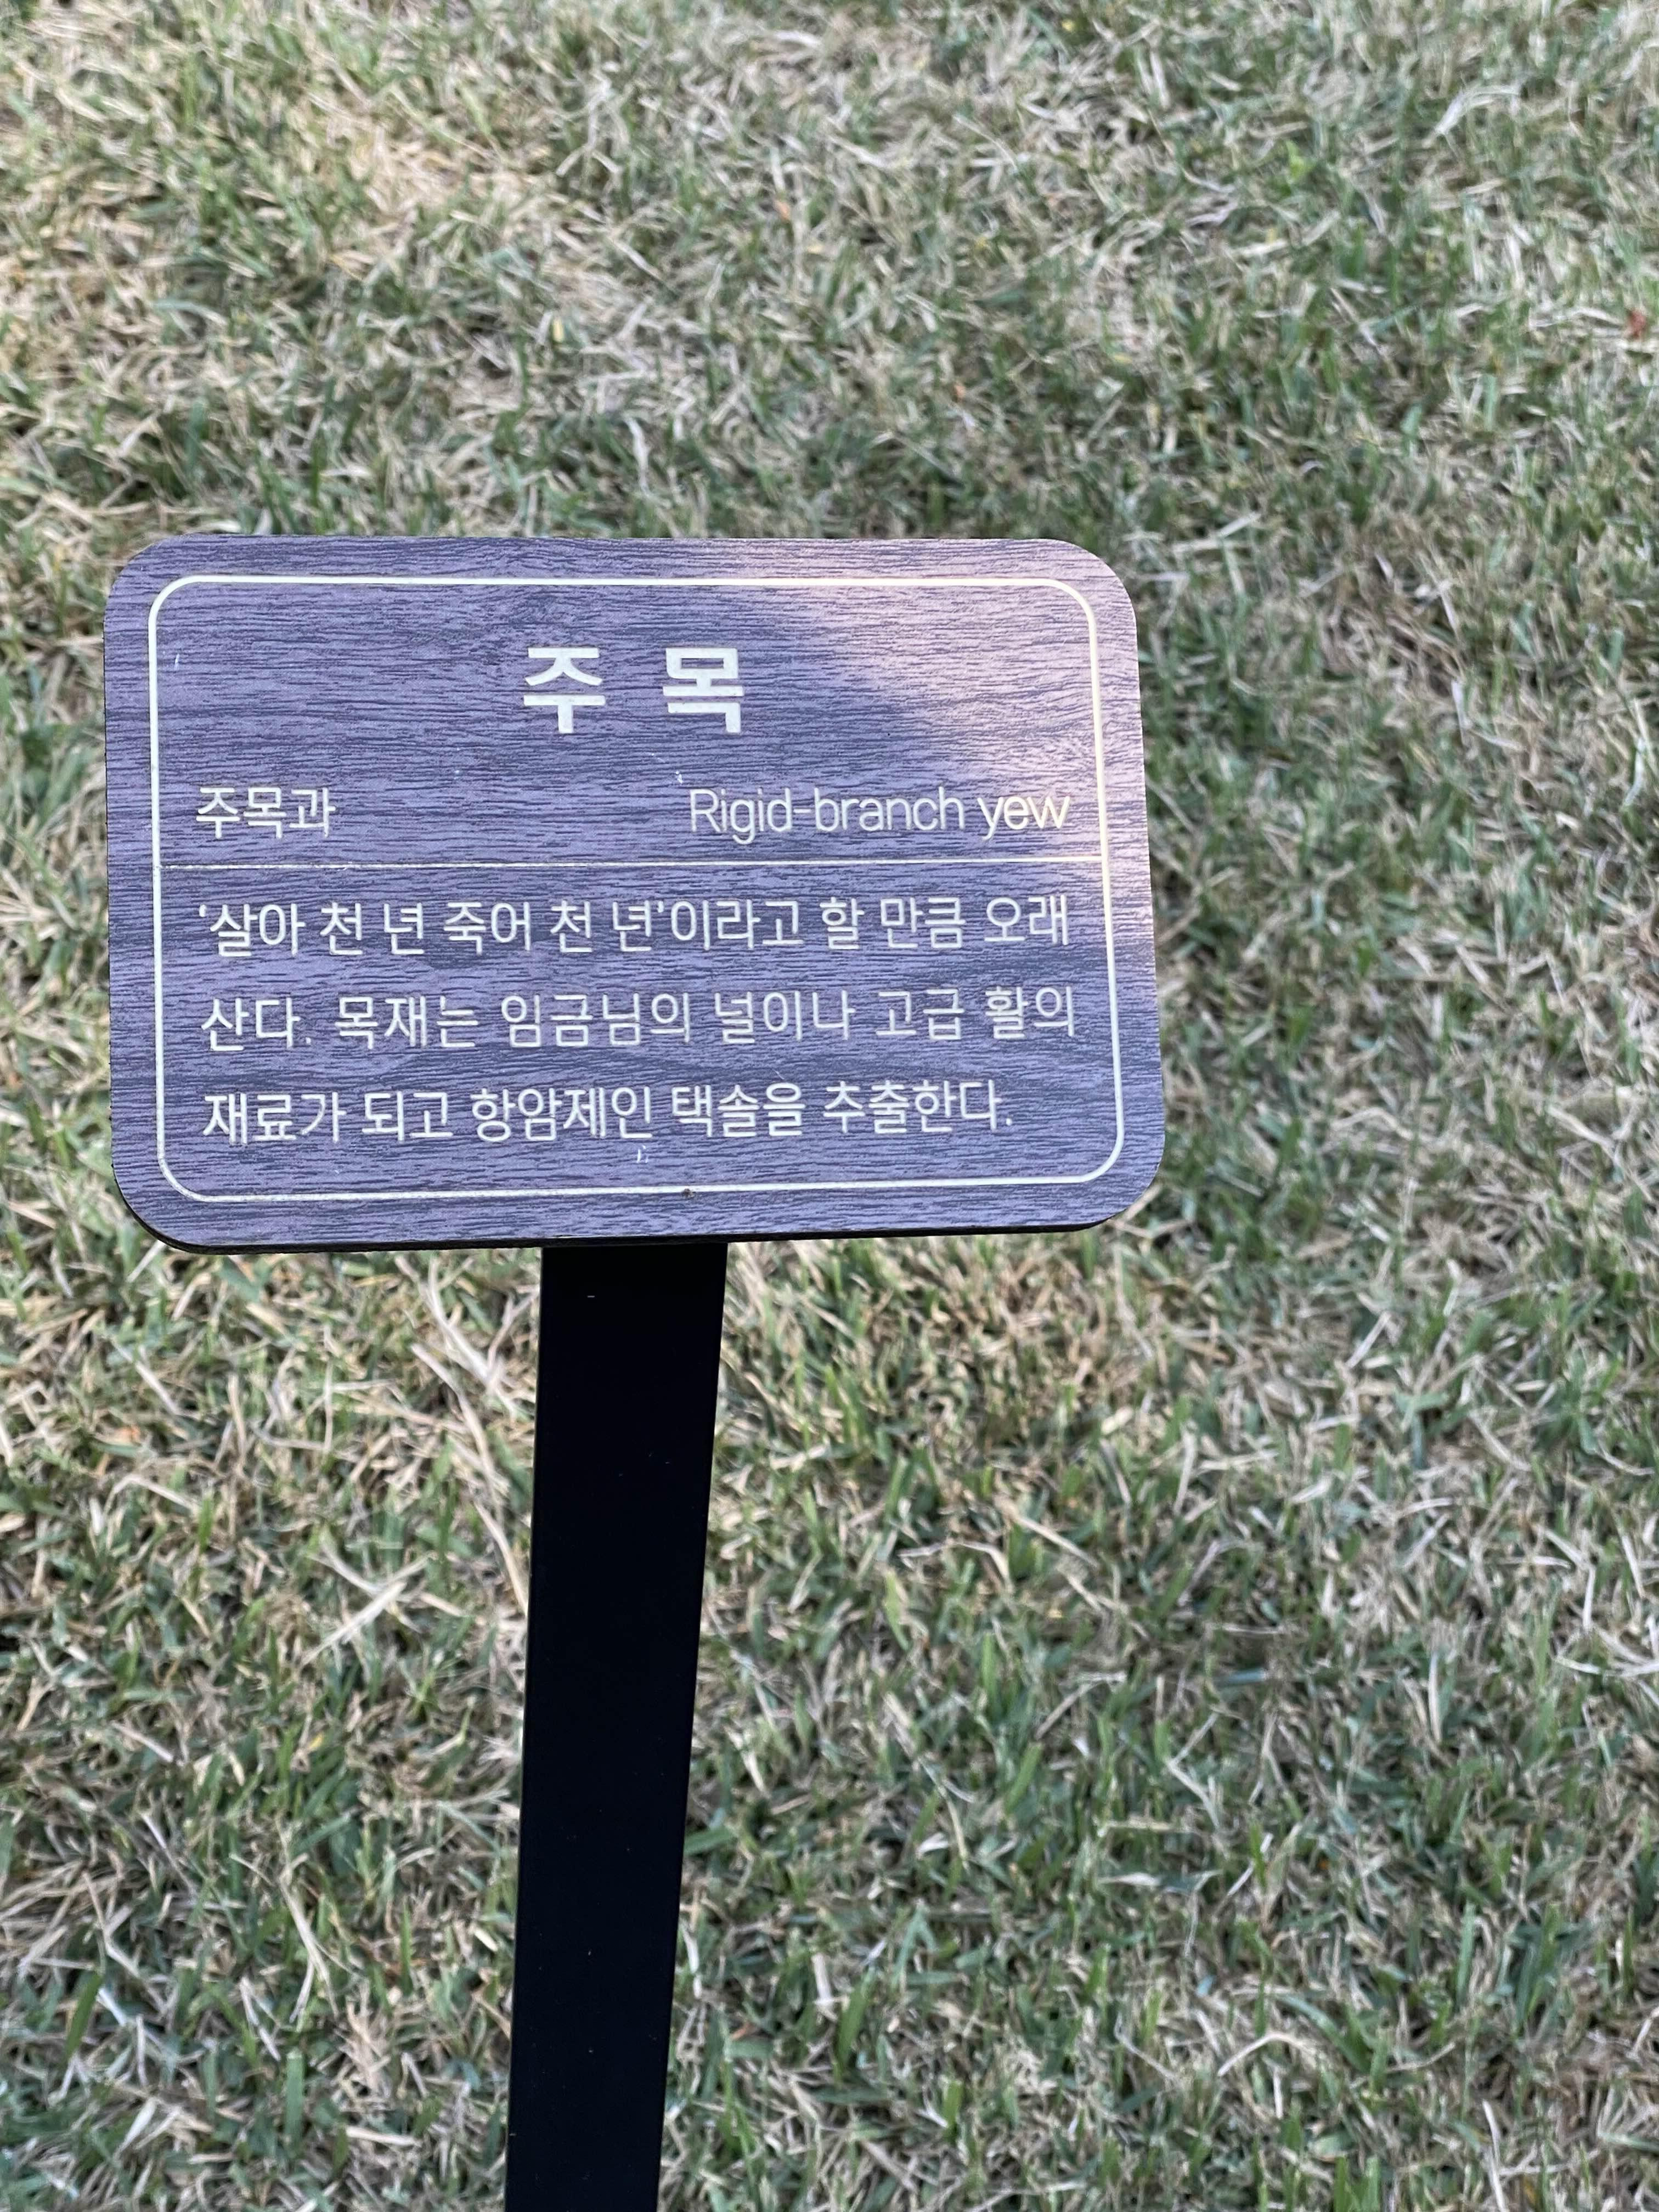 주 목
주목과 Rigid-branch yew
‘살아 천 년 죽어 천 년’이라고 할 만큼 오래
산다. 목재는 임금님의 널이나 고급 활의
재료가 되고 항암제인 택솔을 추출한다.